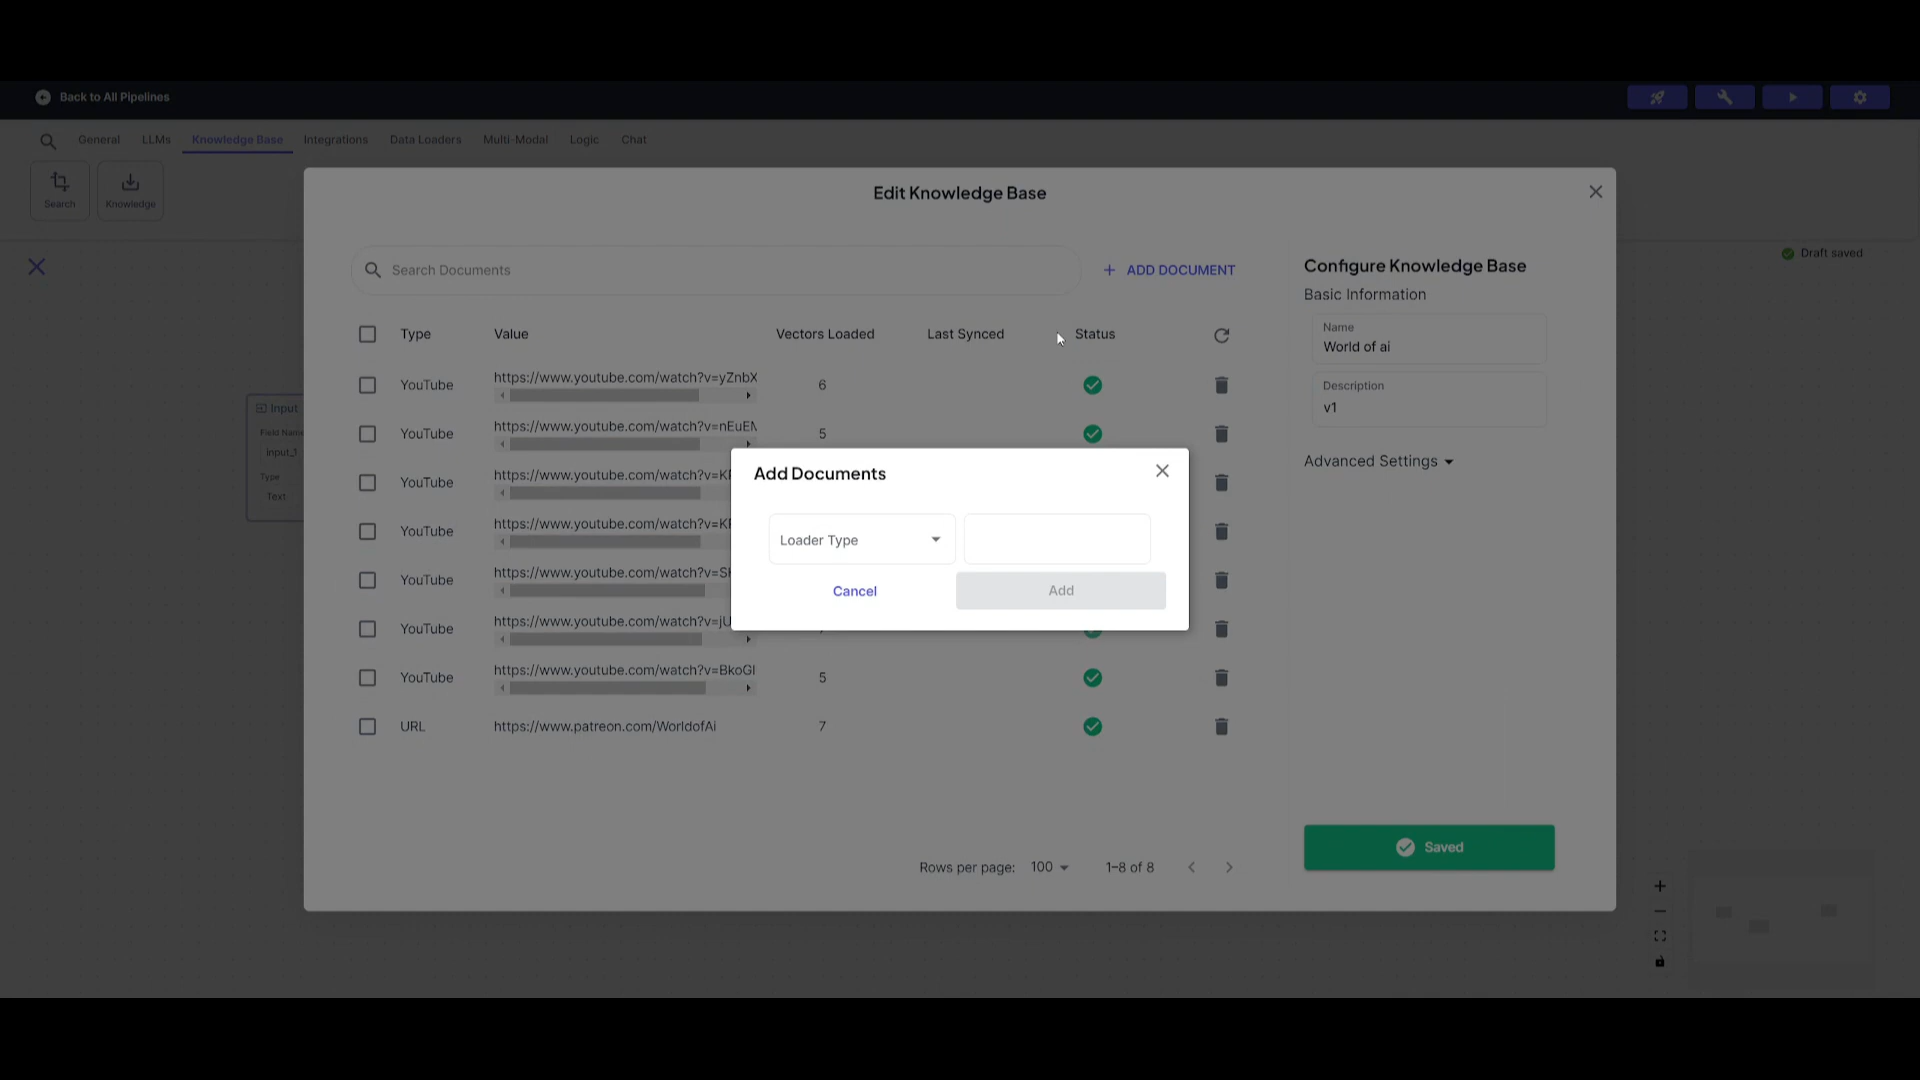 Back to All Pipelines
General LLMs Knowledge Base Integrations Data Loaders Multi-Modal Logic Chat
Search Knowledge
Edit Knowledge Base
Draft saved
Search Documents
+ ADD DOCUMENT
Configure Knowledge Base
Basic Information
Name
World of ai
Description
v1
Advanced Settings
Type Value Vectors Loaded Last Synced Status
YouTube https://www.youtube.com/watch?v=yZnbX 6
YouTube https://www.youtube.com/watch?v=nEuEN 5
YouTube https://www.youtube.com/watch?v=K
YouTube https://www.youtube.com/watch?v=K
YouTube https://www.youtube.com/watch?v=S
YouTube https://www.youtube.com/watch?v=jU
YouTube https://www.youtube.com/watch?v=BkoGI 5
URL https://www.patreon.com/WorldofAi 7
Input
Field Name
input_1
Type
Text
Add Documents
Loader Type
Cancel Add
Rows per page: 100 1-8 of 8
Saved